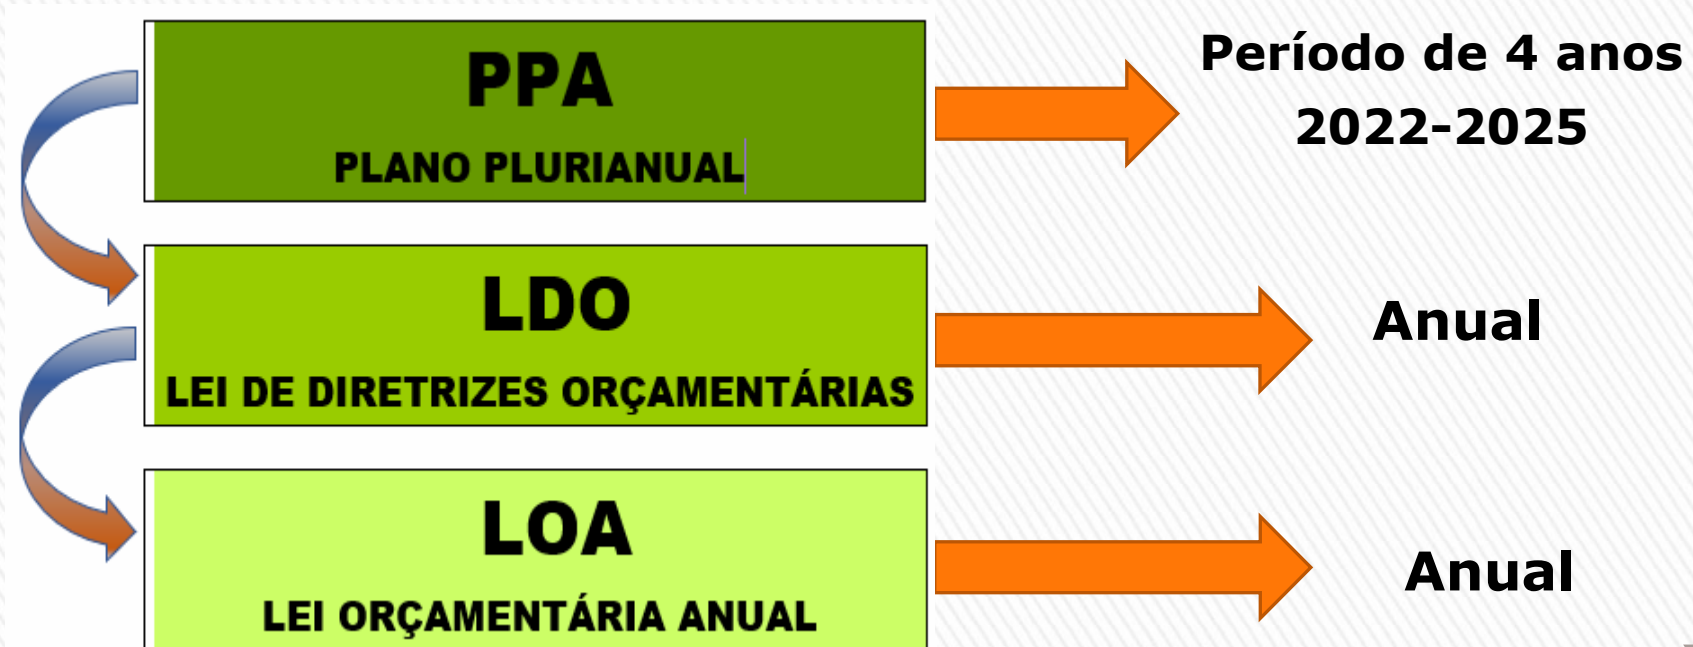 PPA
PLANO PLURIANUAL
Período de 4 anos
2022-2025
LDO
LEI DE DIRETRIZES ORÇAMENTÁRIAS
Anual
LOA
LEI ORÇAMENTÁRIA ANUAL
Anual